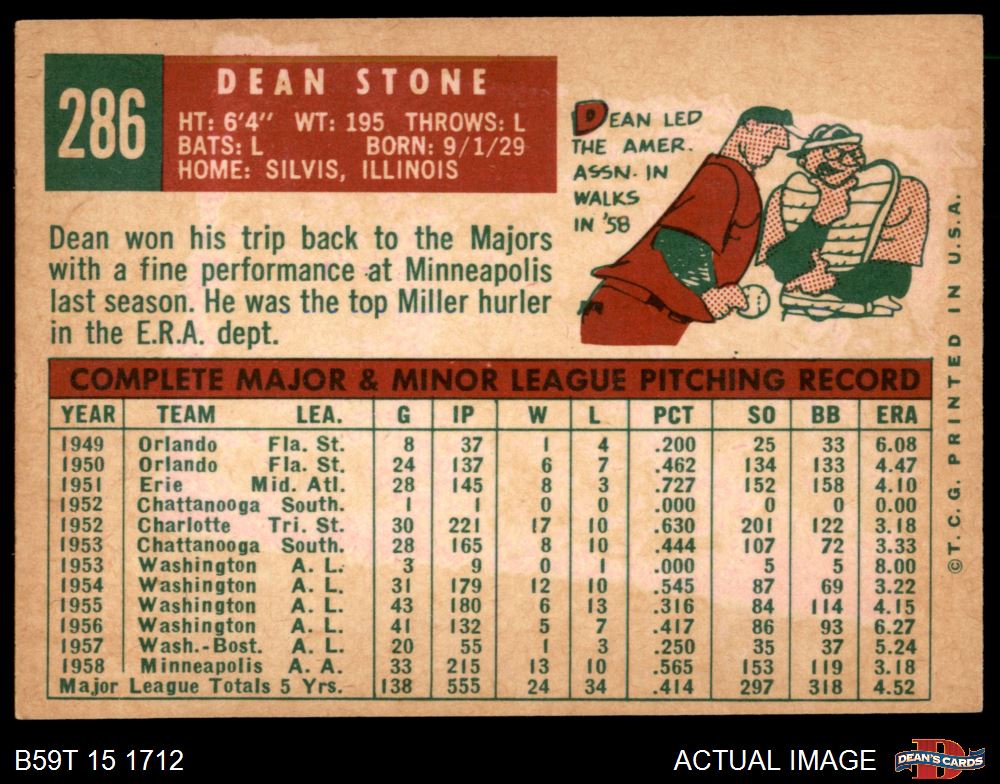 286
DEAN STONE
HT: 6'4" WT: 195 THROWS: L
BATS: L BORN: 9/1/29
HOME: SILVIS, ILLINOIS
DEAN LED
THE AMER.
ASSN. IN
WALKS
IN '58
Dean won his trip back to the Majors
with a fine performance at Minneapolis
last season. He was the top Miller hurler
in the E.R.A. dept.
COMPLETE MAJOR & MINOR LEAGUE PITCHING RECORD
YEAR TEAM LEA. G IP W L PCT SO BB ERA
1949 Orlando Fla. St. 8 37 1 4 .200 25 33 6.08
1950 Orlando Fla. St. 24 137 6 7 .462 134 133 4.47
1951 Erie Mid. Atl. 28 145 8 3 .727 152 158 4.10
1952 Chattanooga South. 1 1 0 0 .000 0 0 0.00
1952 Charlotte Tri. St. 30 221 17 10 .630 201 122 3.18
1953 Chattanooga South. 28 165 8 10 .444 107 72 3.33
1953 Washington A. L. 3 9 0 1 .000 5 5 8.00
1954 Washington A. L. 31 179 12 10 .545 87 69 3.22
1955 Washington A. L. 43 180 6 13 .316 84 114 4.15
1956 Washington A. L. 41 132 5 7 .417 86 93 6.27
1957 Wash.-Bost. A. L. 20 55 1 3 .250 35 37 5.24
1958 Minneapolis A. A. 33 215 13 10 .565 153 119 3.18
Major League Totals 5 Yrs. 138 555 24 34 .414 297 318 4.52
©T. C. G. PRINTED IN U.S.A.
B59T 15 1712
ACTUAL IMAGE
DEAN'S CARDS